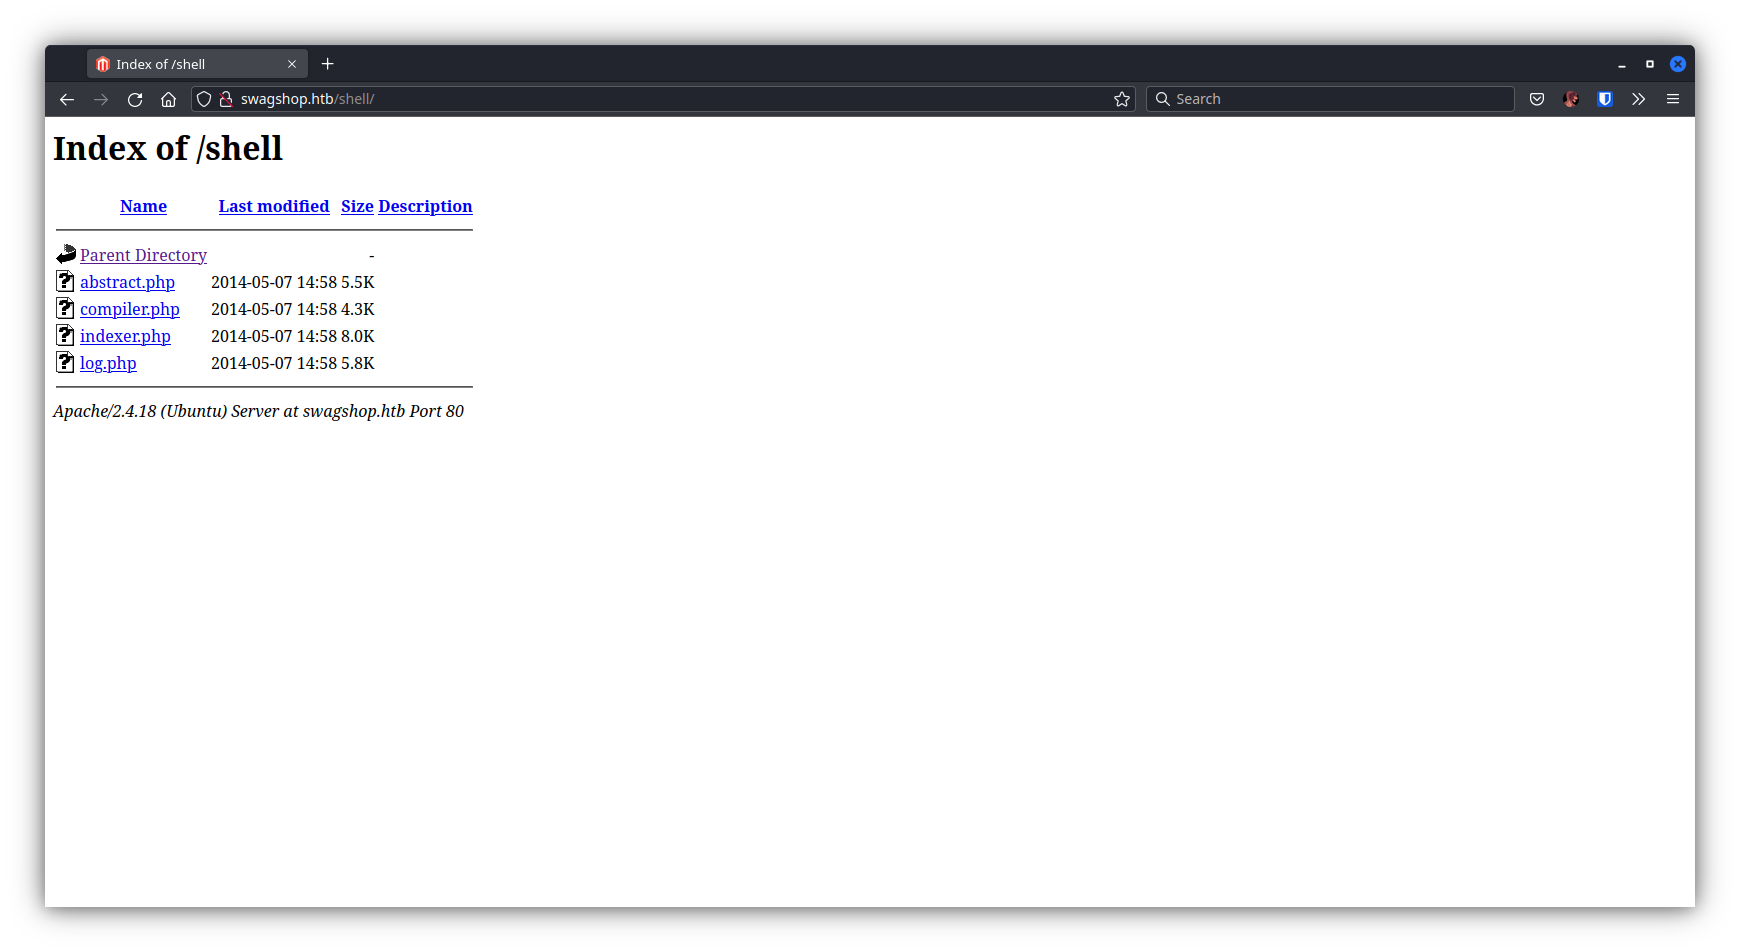 Index of /shell
swagshop.htb/shell/
Search
Index of /shell
Name Last modified Size Description
Parent Directory -
abstract.php 2014-05-07 14:58 5.5K
compiler.php 2014-05-07 14:58 4.3K
indexer.php 2014-05-07 14:58 8.0K
log.php 2014-05-07 14:58 5.8K
Apache/2.4.18 (Ubuntu) Server at swagshop.htb Port 80